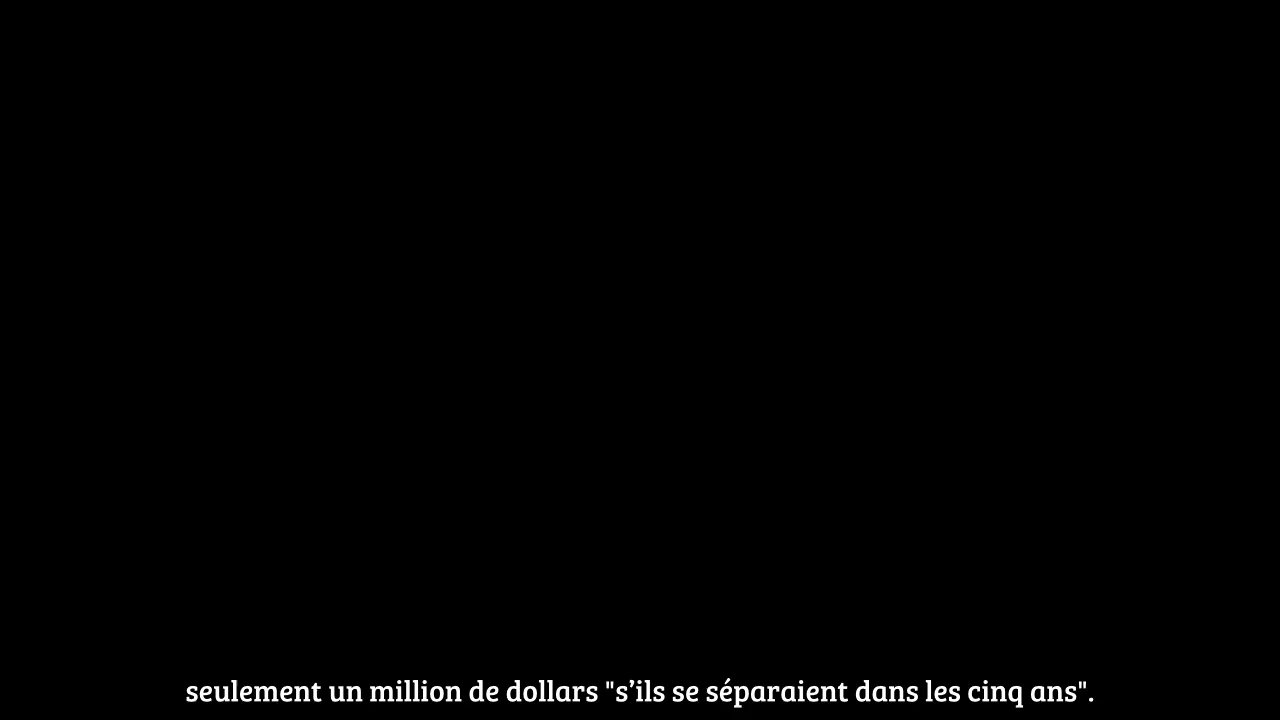 seulement un million de dollars "s’ils se séparaient dans les cinq ans".